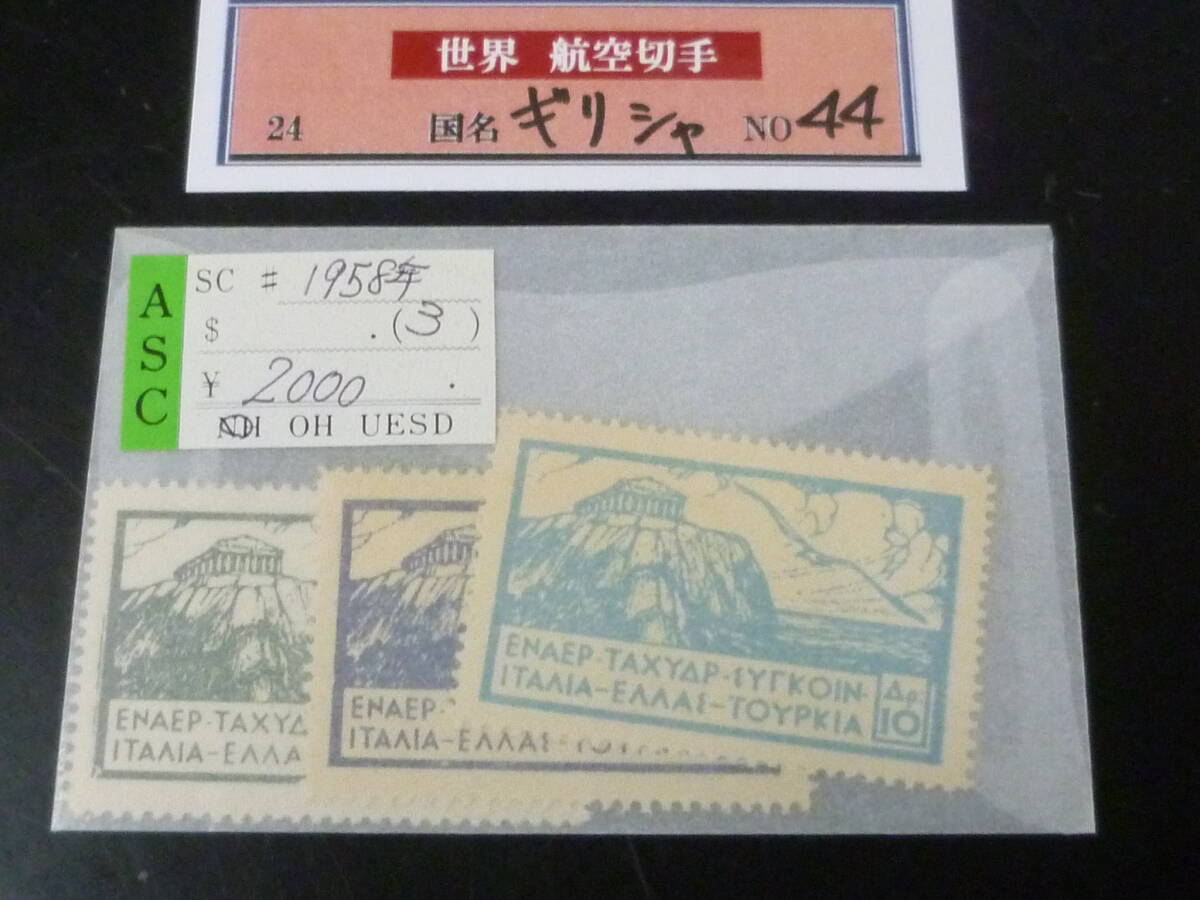 世界 航空切手
24 国名 ギリシャ NO 44
ASC
SC # 1958年
$ . (3)
¥ 2000 .
NH OH UESD
ΕΝΑΕΡ·ΤΑΧΥΔ
ΙΤΑΛΙΑ-ΕΛΛΑ
ΕΝΑΕΡ·
ΙΤΑΛΙΑ-ΕΛΛΑΣ-
ΕΝΑΕΡ·ΤΑΧΥΔΡ·ΣΥΓΚΟΙΝ·
ΙΤΑΛΙΑ-ΕΛΛΑΣ-ΤΟΥΡΚΙΑ
Δρ.
10